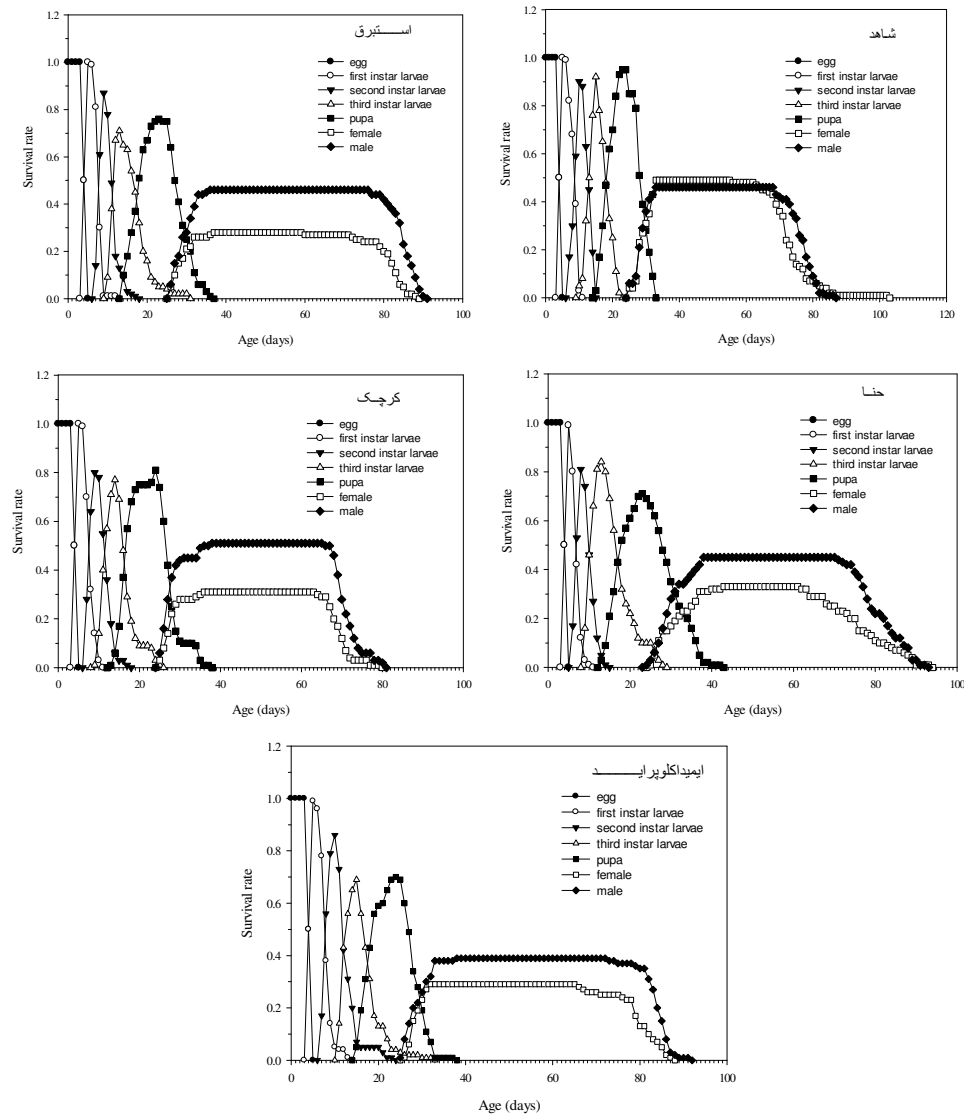 استبرق
egg
first instar larvae
second instar larvae
third instar larvae
pupa
female
male
Survival rate
1.2
1.0
0.8
0.6
0.4
0.2
0.0
0 20 40 60 80 100
Age (days)
شاهد
egg
first instar larvae
second instar larvae
third instar larvae
pupa
female
male
Survival rate
1.2
1.0
0.8
0.6
0.4
0.2
0.0
0 20 40 60 80 100 120
Age (days)
کرچک
egg
first instar larvae
second instar larvae
third instar larvae
pupa
female
male
Survival rate
1.2
1.0
0.8
0.6
0.4
0.2
0.0
0 20 40 60 80 100
Age (days)
حنا
egg
first instar larvae
second instar larvae
third instar larvae
pupa
female
male
Survival rate
1.2
1.0
0.8
0.6
0.4
0.2
0.0
0 20 40 60 80 100
Age (days)
ایمیداکلوپراید
egg
first instar larvae
second instar larvae
third instar larvae
pupa
female
male
Survival rate
1.2
1.0
0.8
0.6
0.4
0.2
0.0
0 20 40 60 80 100
Age (days)